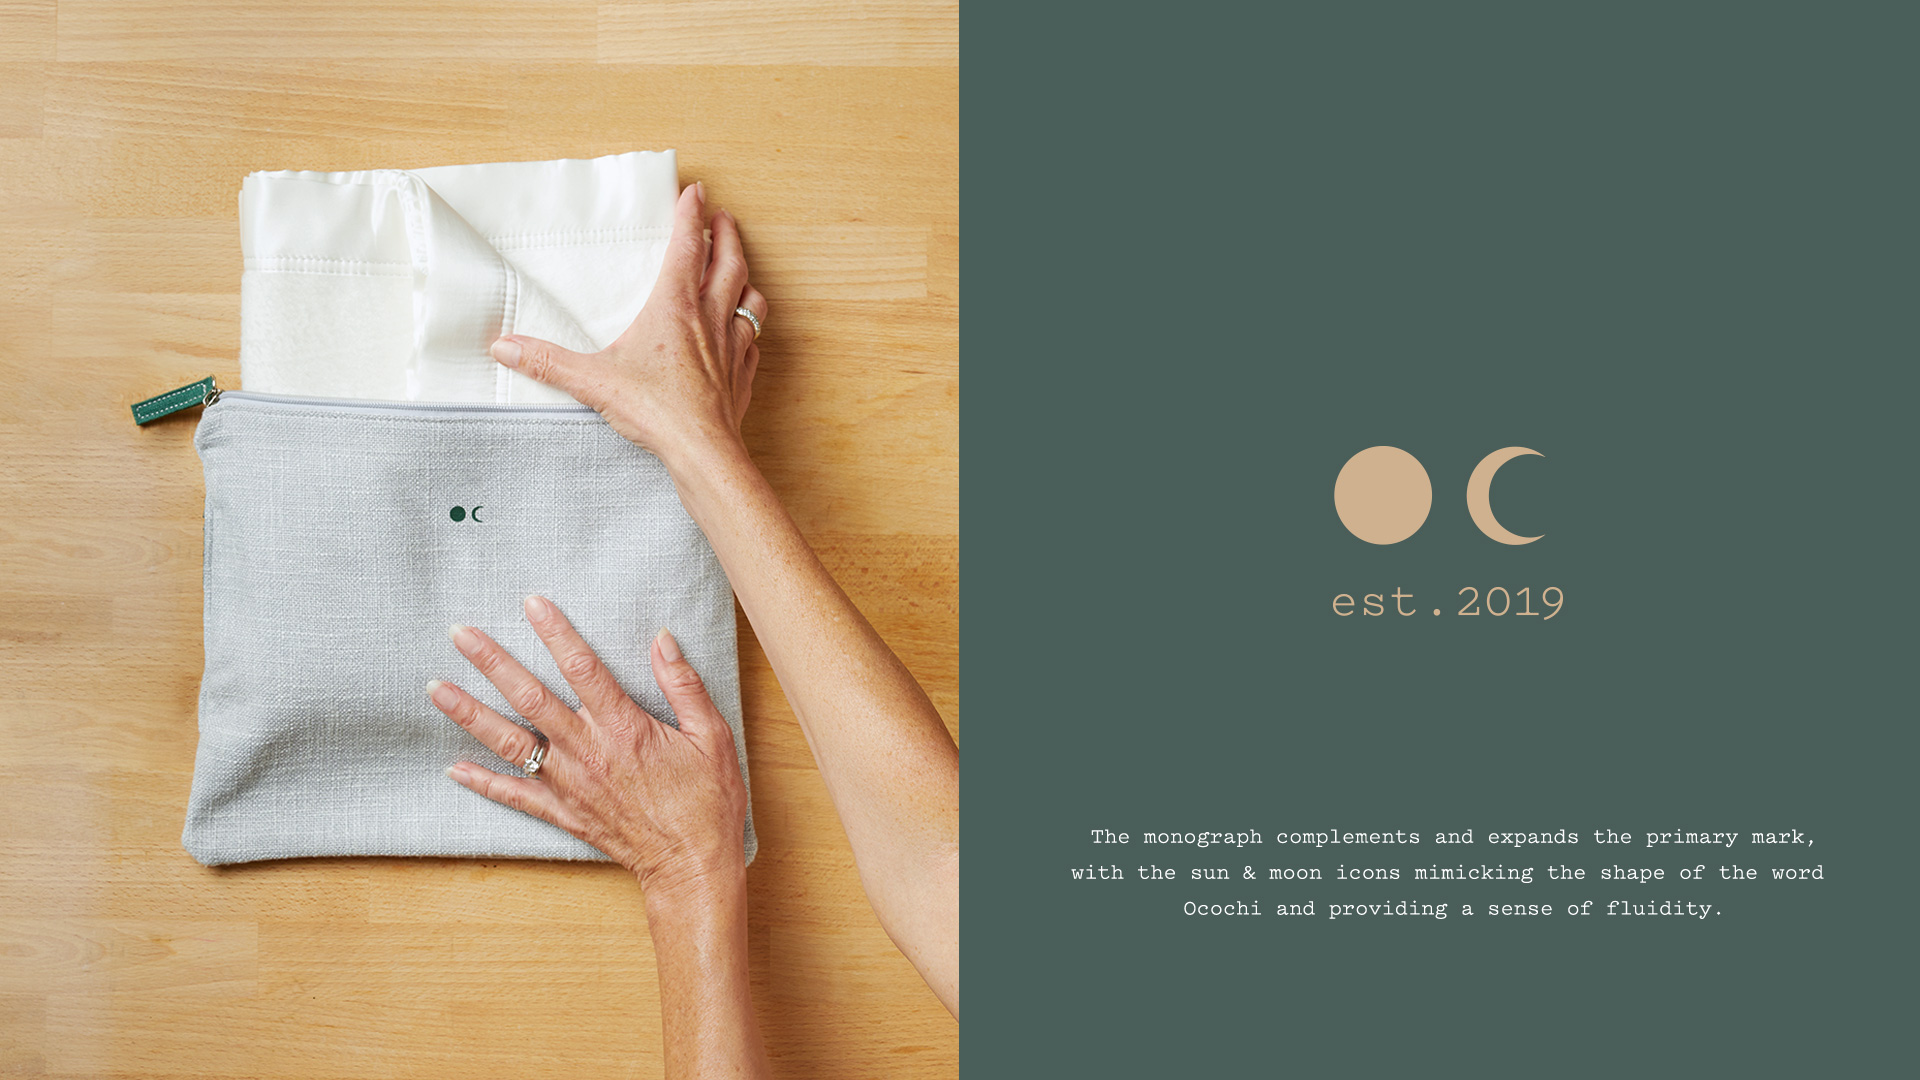 est.2019
The monograph complements and expands the primary mark,
with the sun & moon icons mimicking the shape of the word
Ocochi and providing a sense of fluidity.